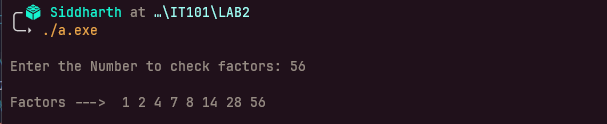 Siddharth at …\IT101\LAB2
./a.exe
Enter the Number to check factors: 56
Factors ---> 1 2 4 7 8 14 28 56